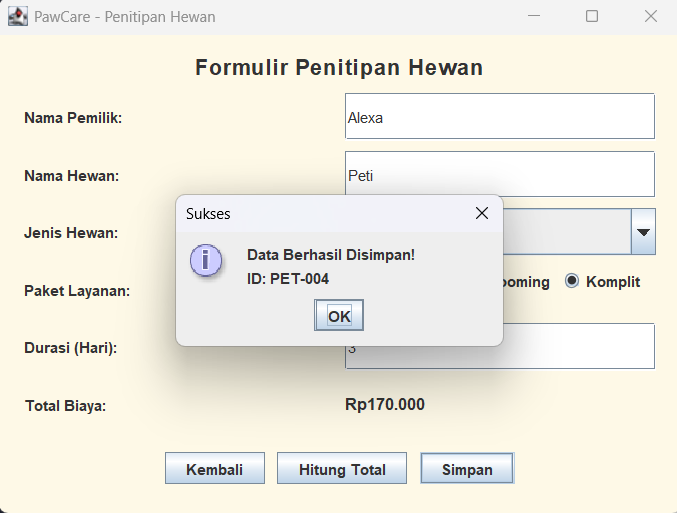 PawCare - Penitipan Hewan
Formulir Penitipan Hewan
Nama Pemilik:
Alexa
Nama Hewan:
Peti
Sukses
Jenis Hewan:
Data Berhasil Disimpan!
ID: PET-004
OK
Paket Layanan:
Komplit
Durasi (Hari):
3
Total Biaya:
Rp170.000
Kembali
Hitung Total
Simpan